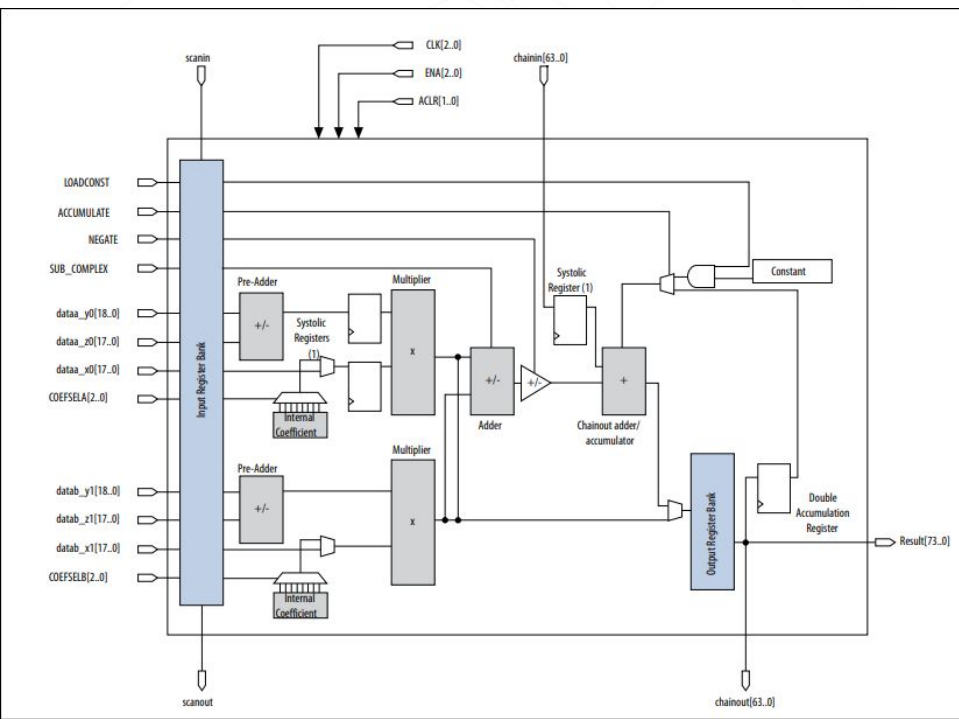 CLK[2..0]
scanin
chainin[63..0]
ENA[2..0]
ACLR[1..0]
LOADCONST
ACCUMULATE
NEGATE
SUB_COMPLEX
dataa_y0[18..0]
dataa_z0[17..0]
dataa_x0[17..0]
COEFSELA[2..0]
datab_y1[18..0]
datab_z1[17..0]
datab_x1[17..0]
COEFSELB[2..0]
Input Register Bank
Pre-Adder
+/-
Systolic
Registers
(1)
Internal
Coefficient
Multiplier
x
Pre-Adder
+/-
Internal
Coefficient
Multiplier
x
+/-
Adder
+/-
Systolic
Register (1)
+
Chainout adder/
accumulator
Constant
Output Register Bank
Double
Accumulation
Register
Result[73..0]
scanout
chainout[63..0]